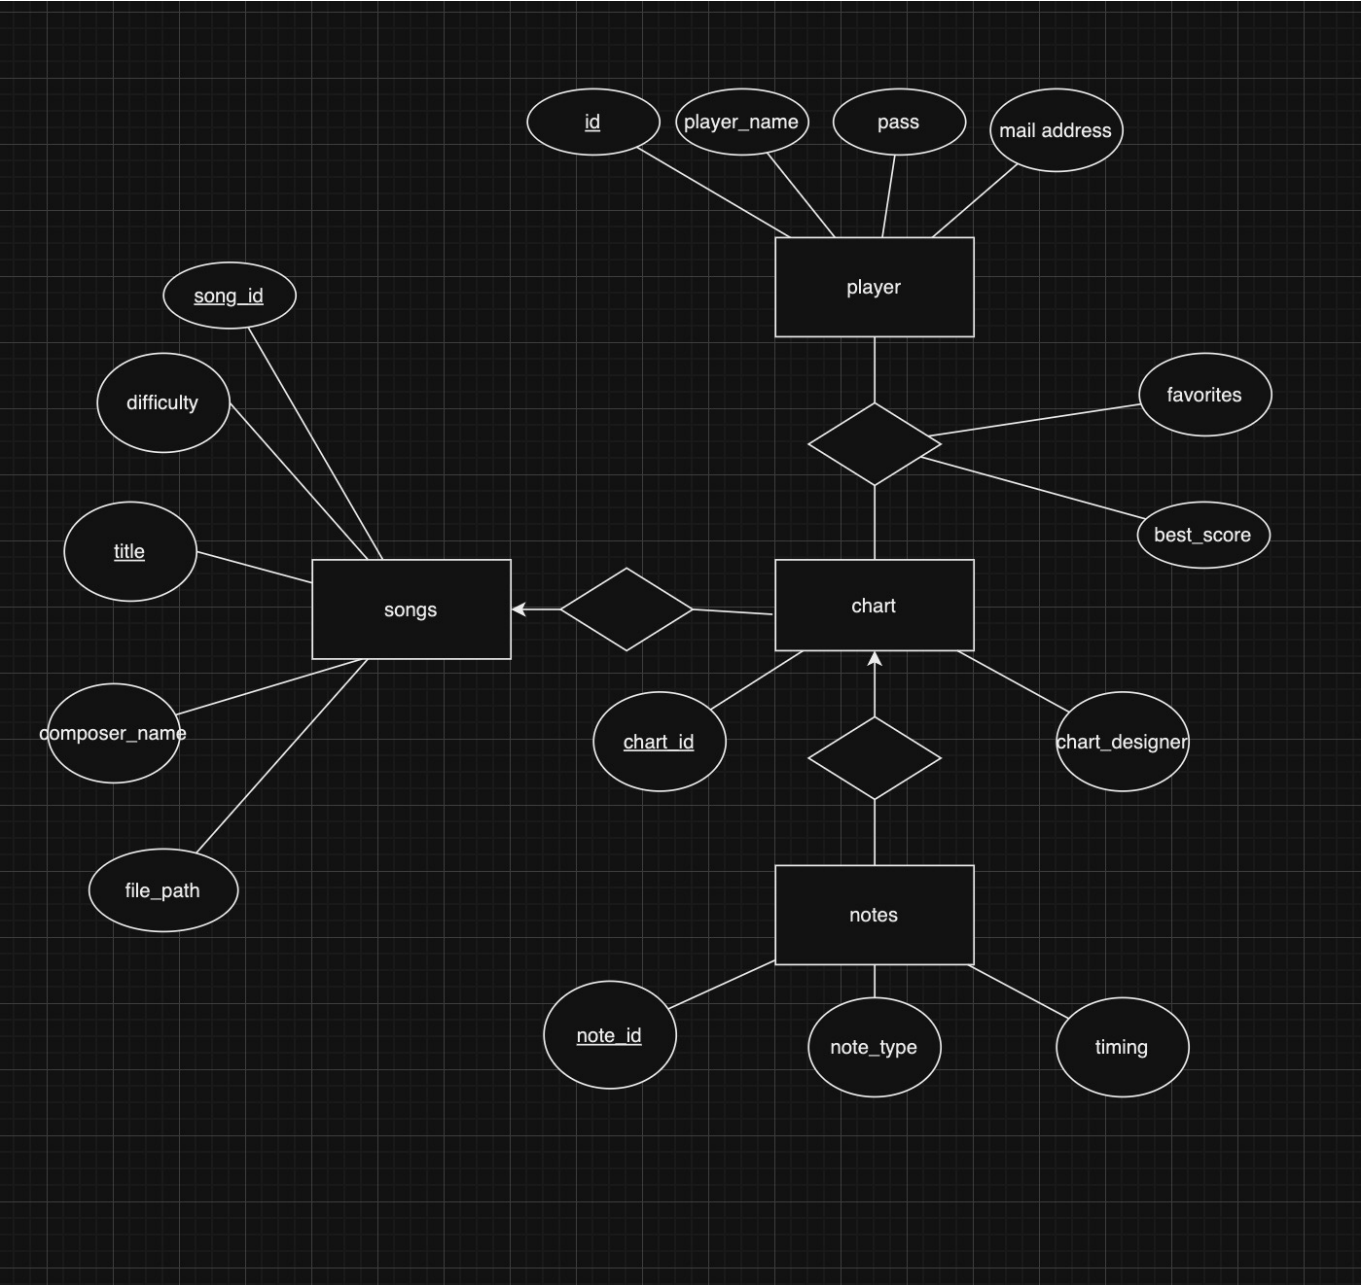 id
player_name
pass
mail address
player
song_id
difficulty
favorites
title
best_score
songs
chart
composer_name
chart_id
chart_designer
file_path
notes
note_id
note_type
timing